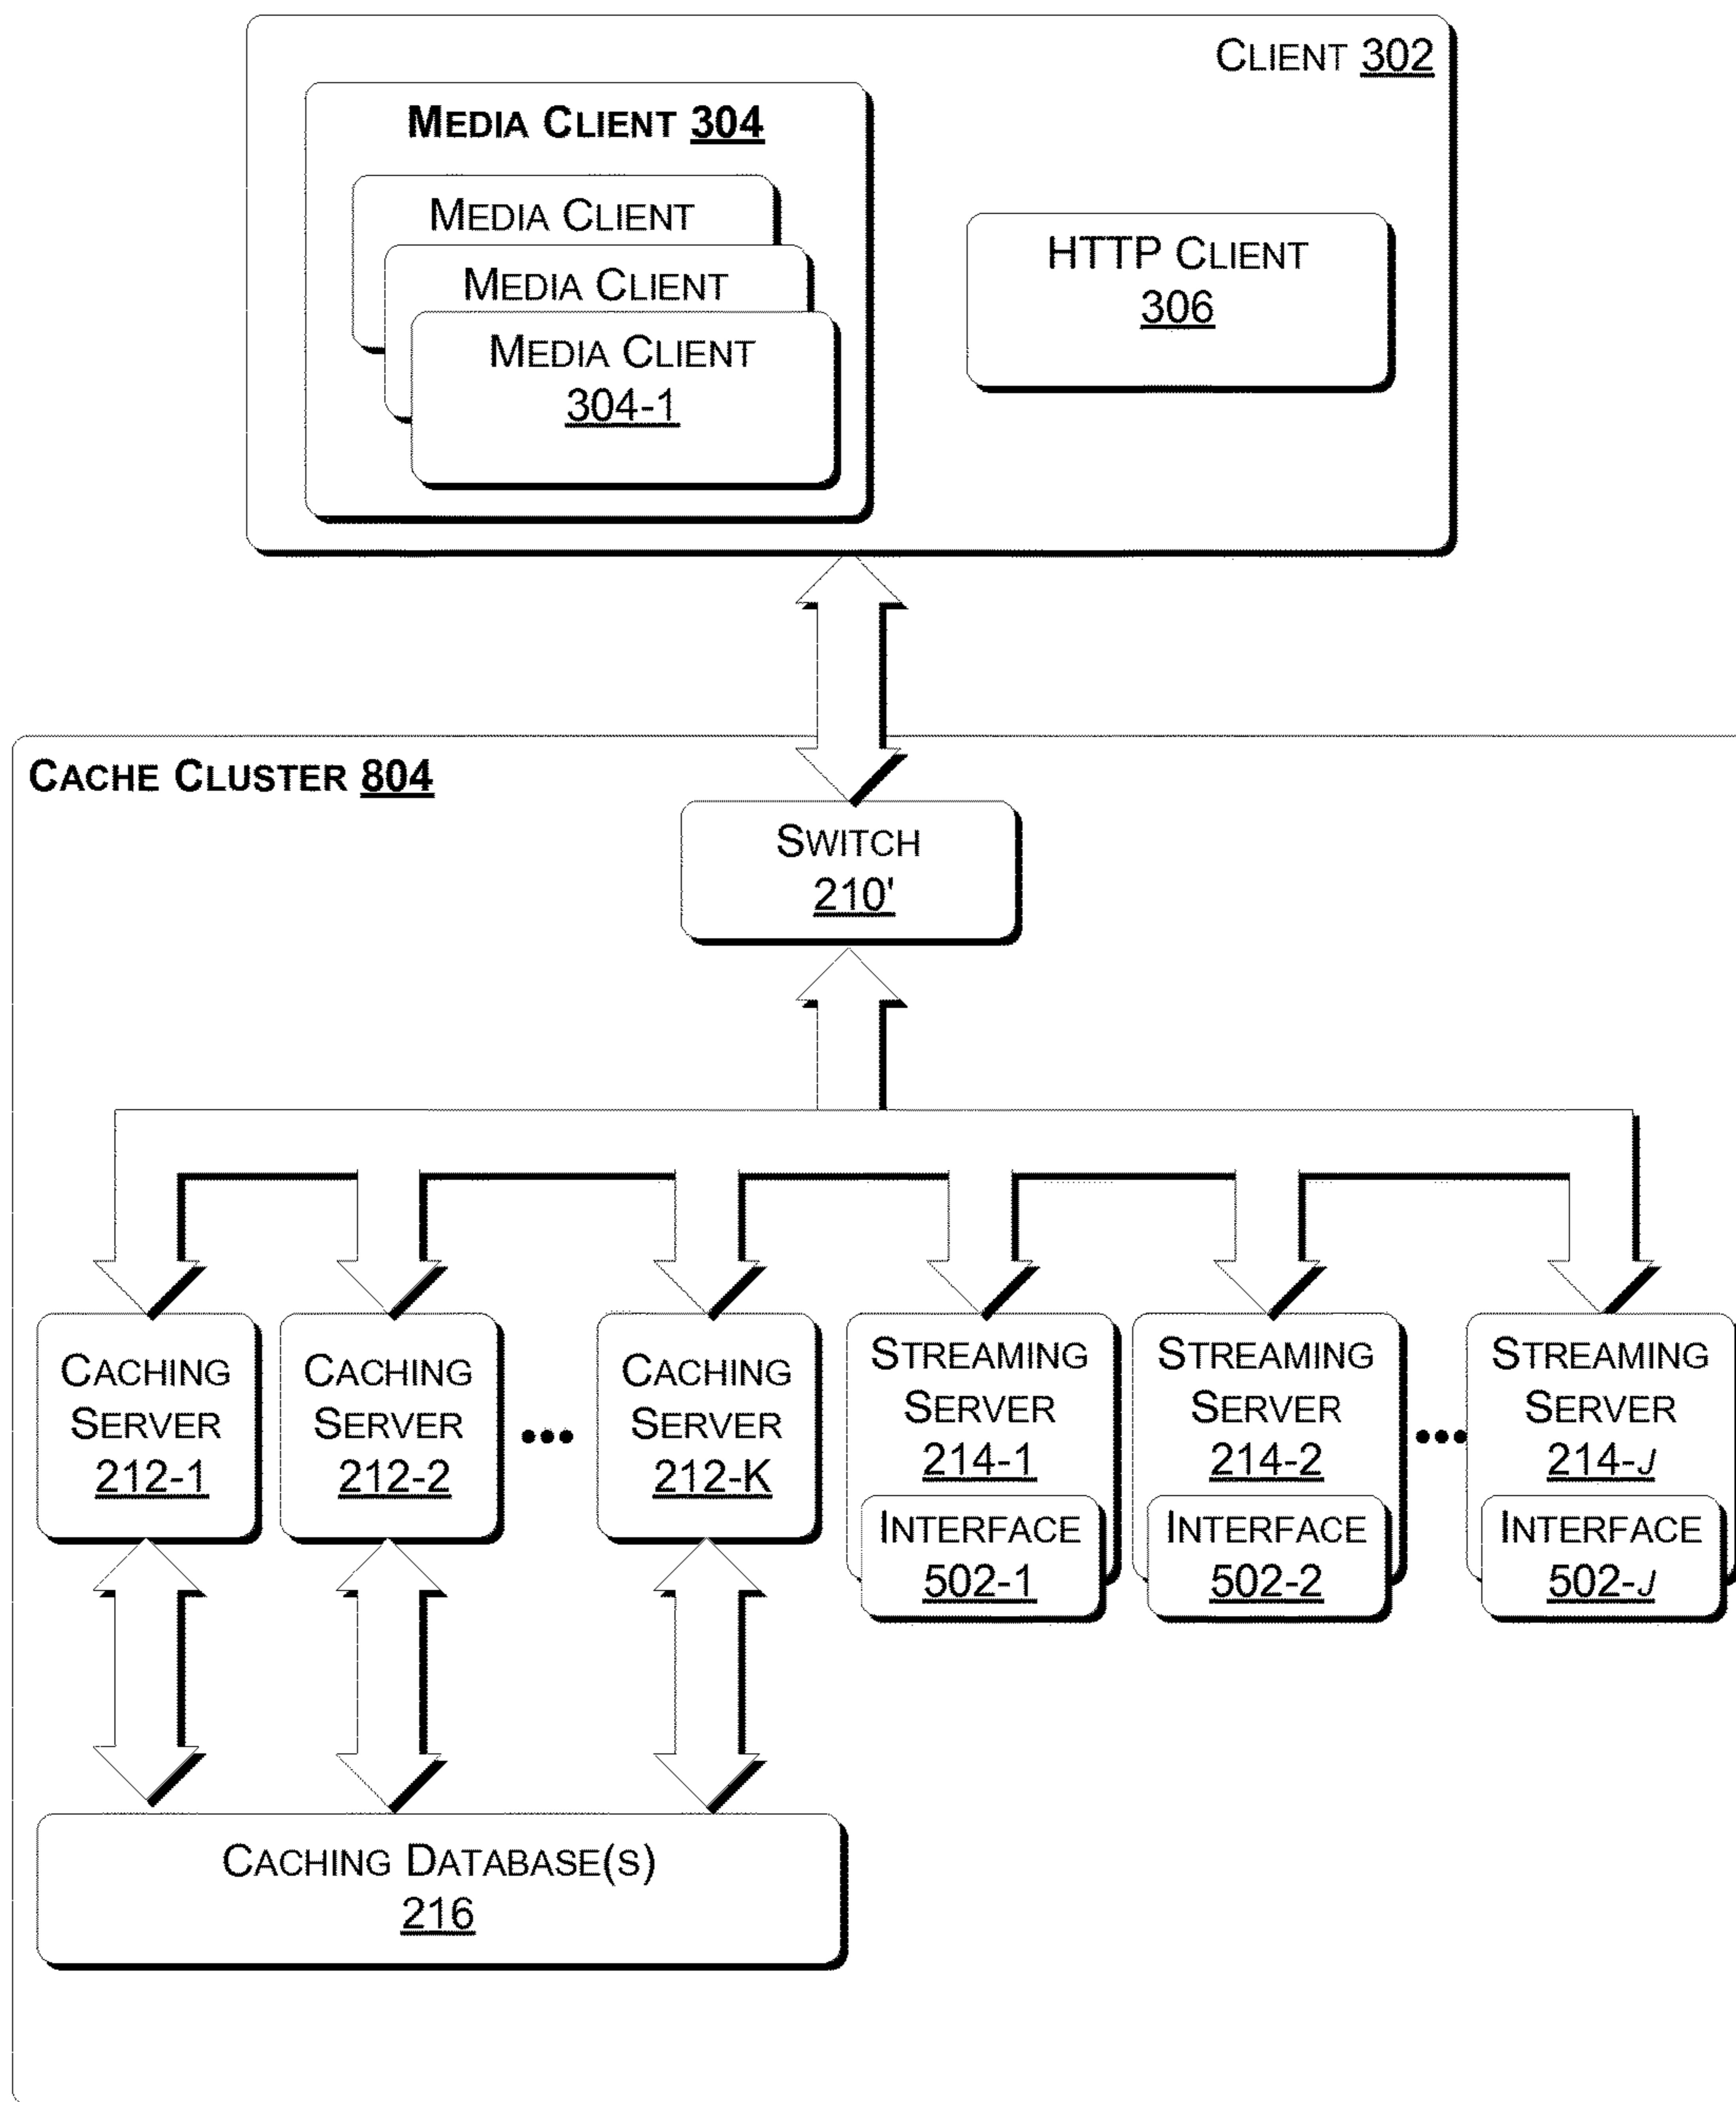 CLIENT 302
MEDIA CLIENT 304
MEDIA CLIENT
MEDIA CLIENT
MEDIA CLIENT
304-1
HTTP CLIENT
306
CACHE CLUSTER 804
SWITCH
210'
CACHING
SERVER
212-1
CACHING
SERVER
212-2
•••
CACHING
SERVER
212-K
STREAMING
SERVER
214-1
INTERFACE
502-1
STREAMING
SERVER
214-2
INTERFACE
502-2
•••
STREAMING
SERVER
214-J
INTERFACE
502-J
CACHING DATABASE(S)
216